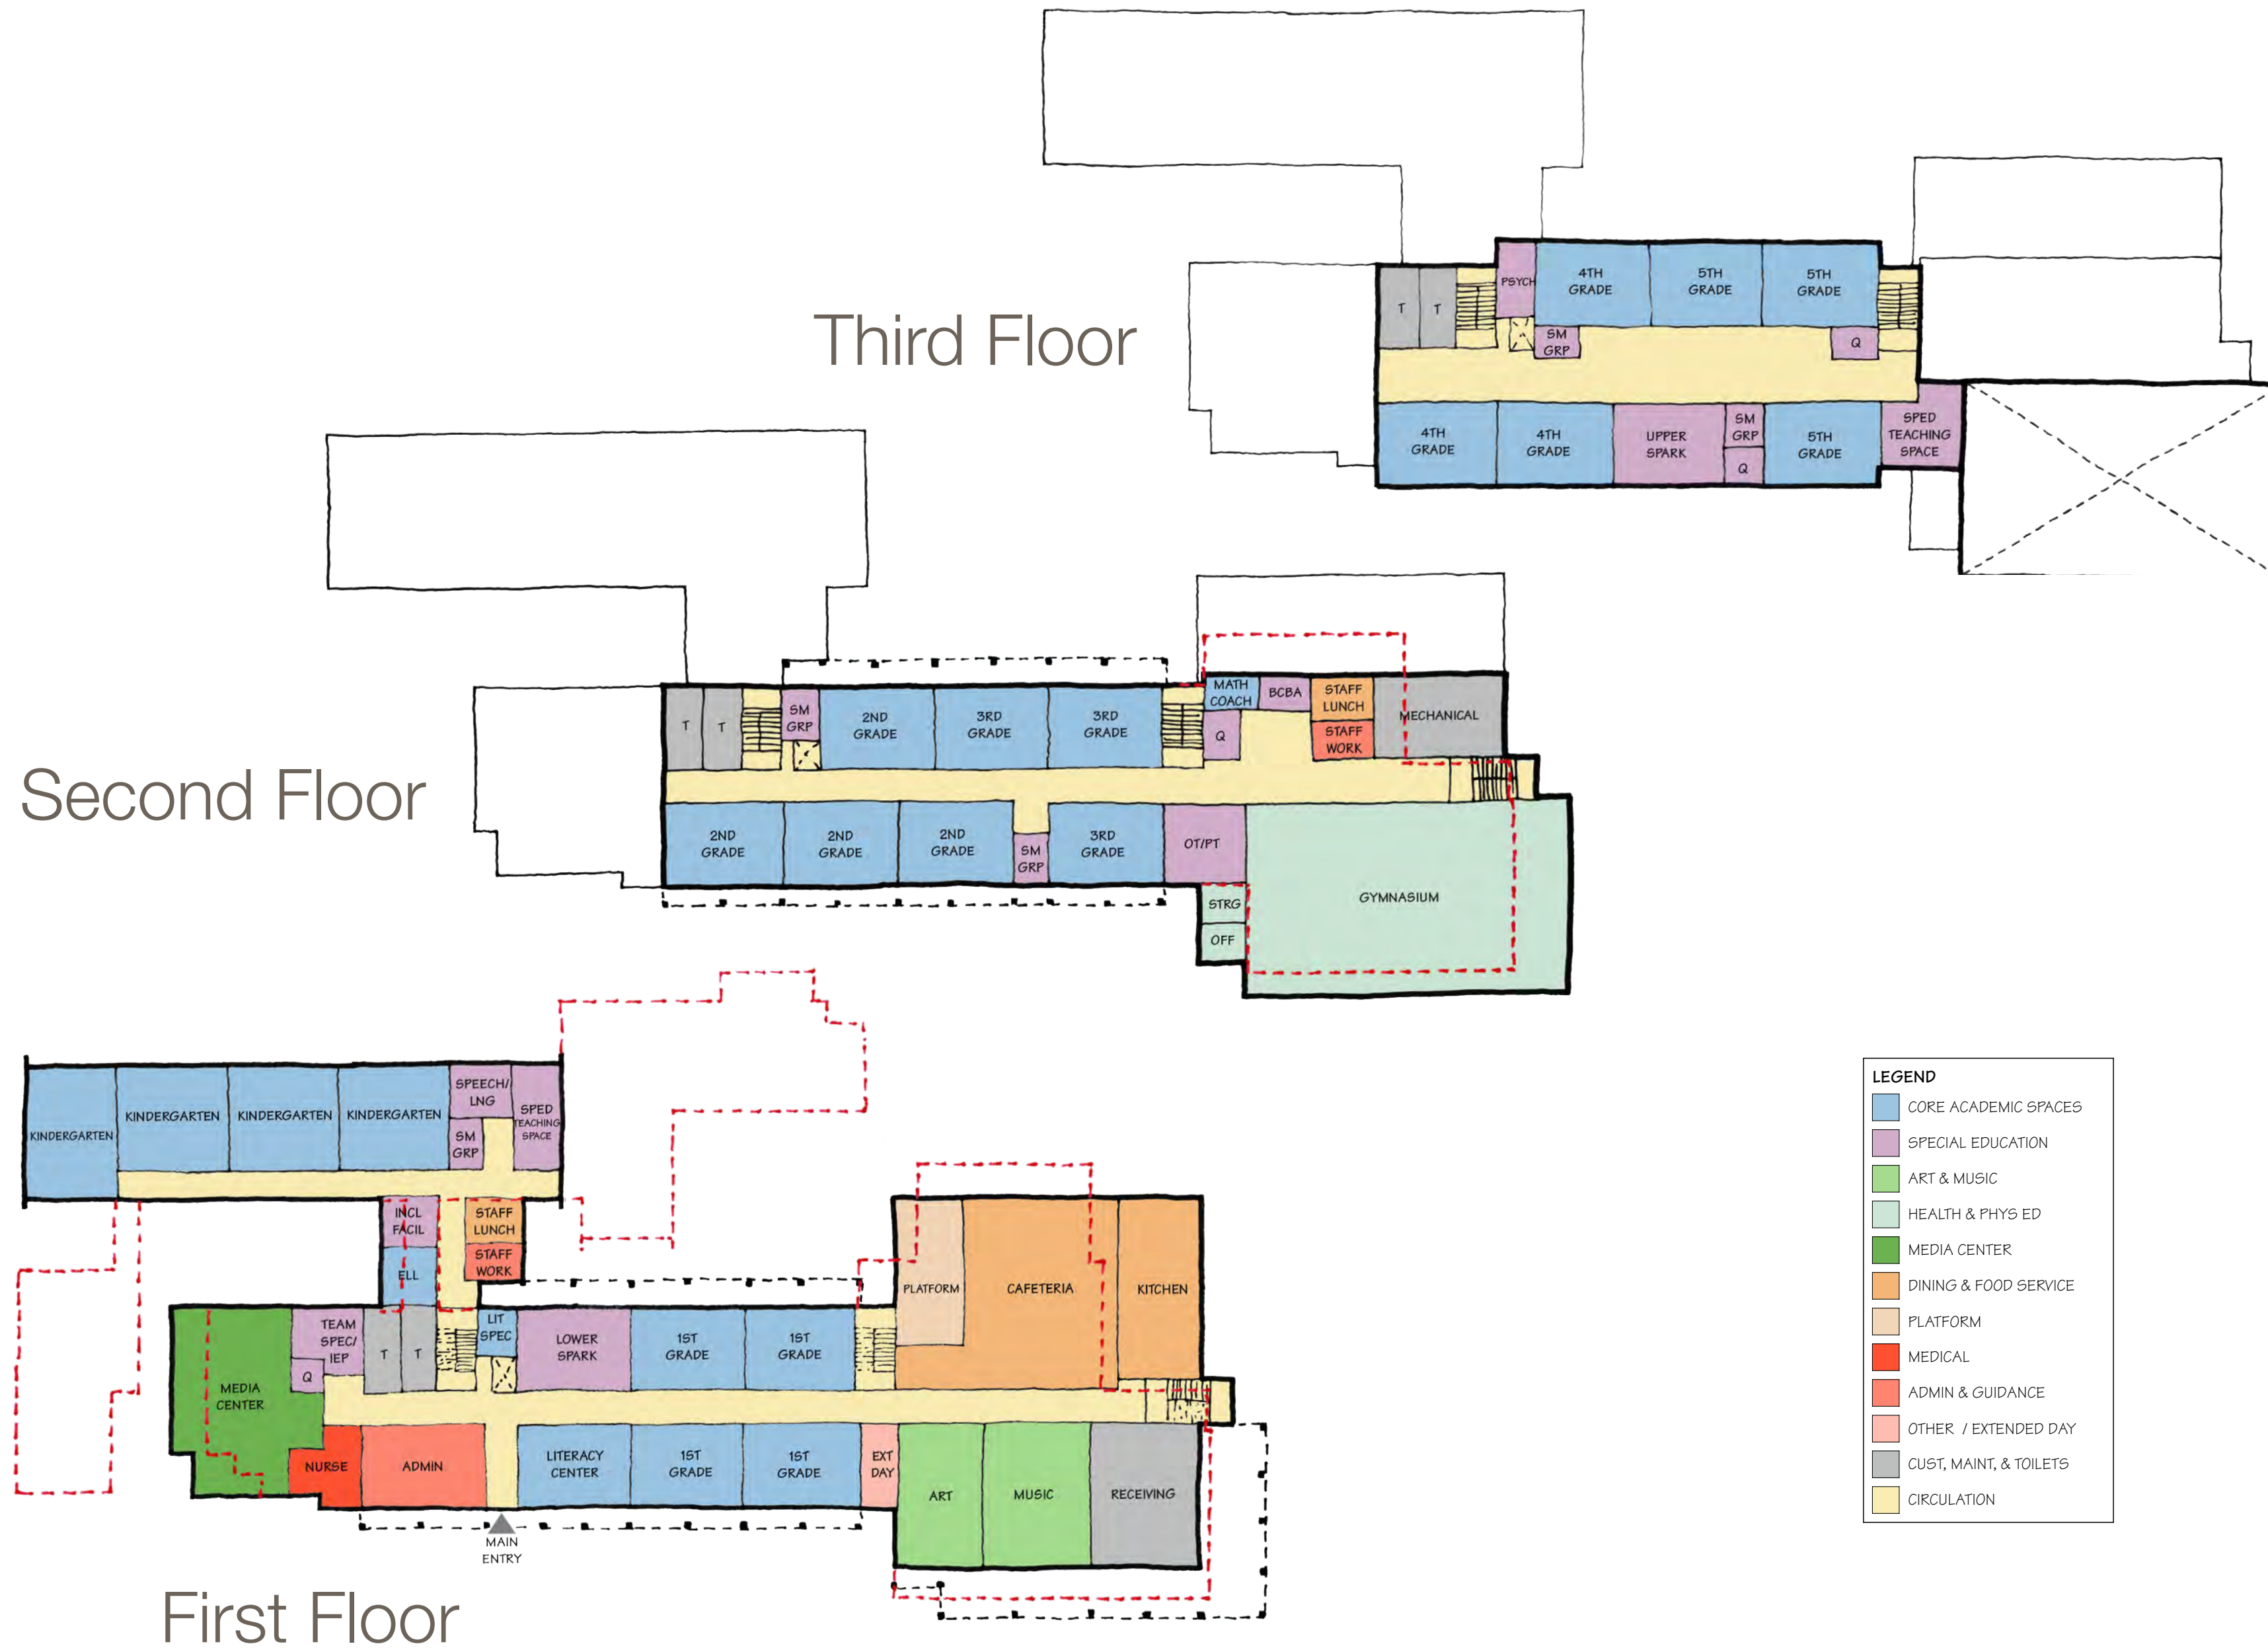 Third Floor
PSYCH
4TH
GRADE
5TH
GRADE
5TH
GRADE
T
T
SM
GRP
Q
4TH
GRADE
4TH
GRADE
UPPER
SPARK
SM
GRP
Q
5TH
GRADE
SPED
TEACHING
SPACE
Second Floor
T
T
SM
GRP
2ND
GRADE
3RD
GRADE
3RD
GRADE
MATH
COACH
BCBA
Q
STAFF
LUNCH
STAFF
WORK
MECHANICAL
2ND
GRADE
2ND
GRADE
2ND
GRADE
SM
GRP
3RD
GRADE
OT/PT
STRG
OFF
GYMNASIUM
KINDERGARTEN
KINDERGARTEN
KINDERGARTEN
KINDERGARTEN
SPEECH/
LNG
SM
GRP
SPED
TEACHING
SPACE
INCL
FACIL
ELL
STAFF
LUNCH
STAFF
WORK
MEDIA
CENTER
TEAM
SPEC/
IEP
Q
T
T
LIT
SPEC
LOWER
SPARK
1ST
GRADE
1ST
GRADE
PLATFORM
CAFETERIA
KITCHEN
NURSE
ADMIN
LITERACY
CENTER
1ST
GRADE
1ST
GRADE
EXT
DAY
ART
MUSIC
RECEIVING
MAIN
ENTRY
First Floor
LEGEND
CORE ACADEMIC SPACES
SPECIAL EDUCATION
ART & MUSIC
HEALTH & PHYS ED
MEDIA CENTER
DINING & FOOD SERVICE
PLATFORM
MEDICAL
ADMIN & GUIDANCE
OTHER / EXTENDED DAY
CUST, MAINT, & TOILETS
CIRCULATION